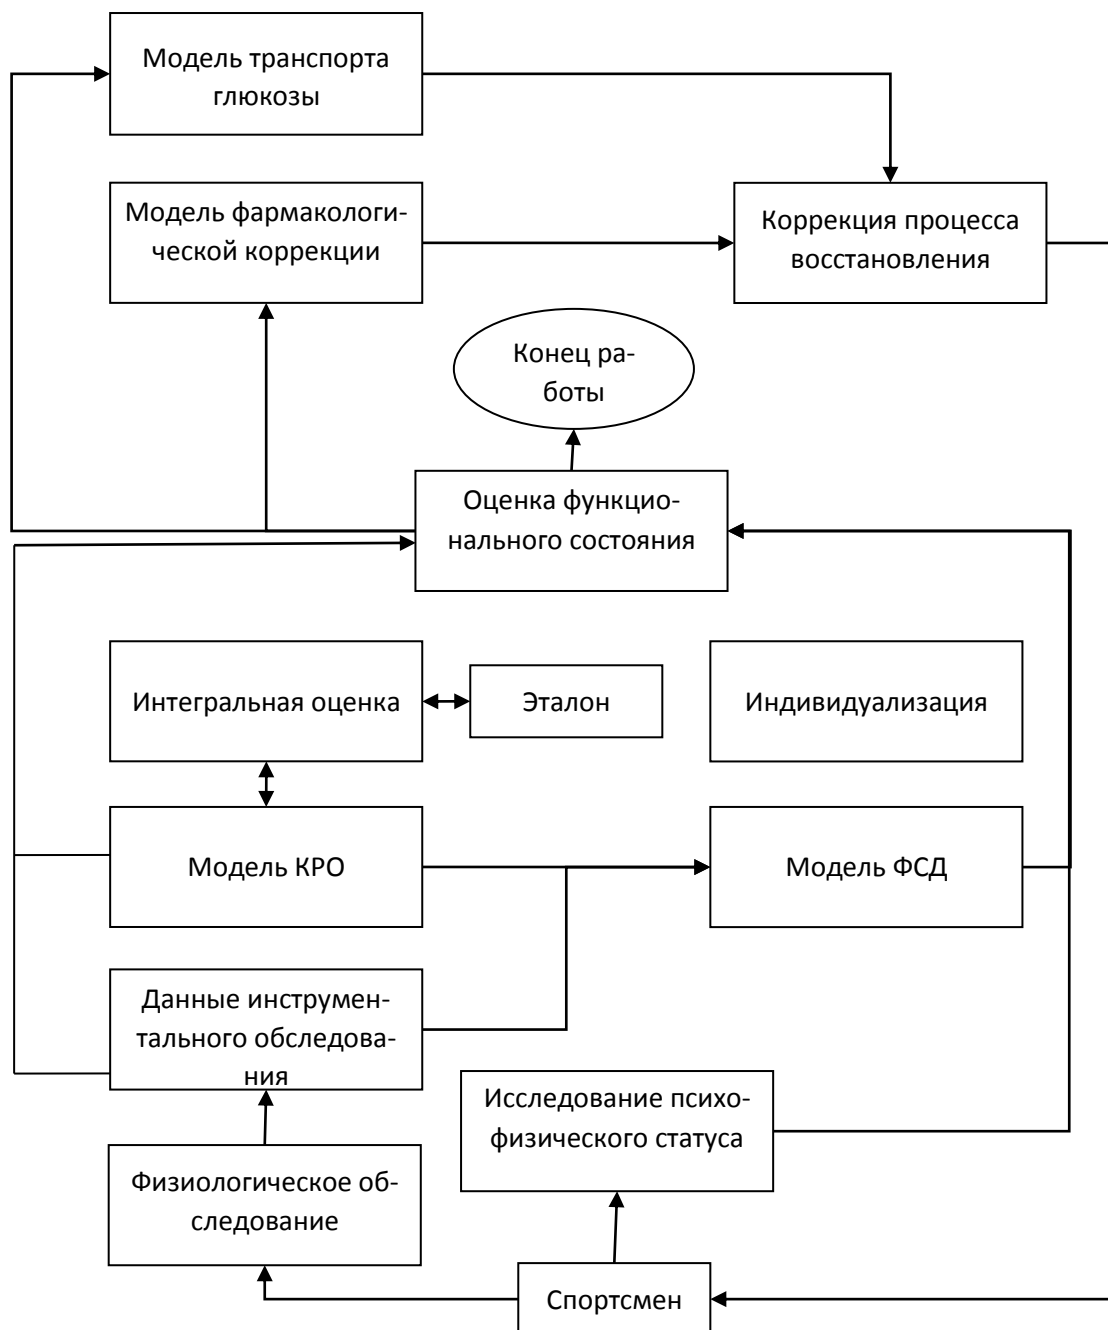 Модель транспорта
глюкозы
Модель фармакологи-
ческой коррекции
Коррекция процесса
восстановления
Конец ра-
боты
Оценка функцио-
нального состояния
Интегральная оценка
Эталон
Индивидуализация
Модель КРО
Модель ФСД
Данные инструмен-
тального обследова-
ния
Исследование психо-
физического статуса
Физиологическое об-
следование
Спортсмен